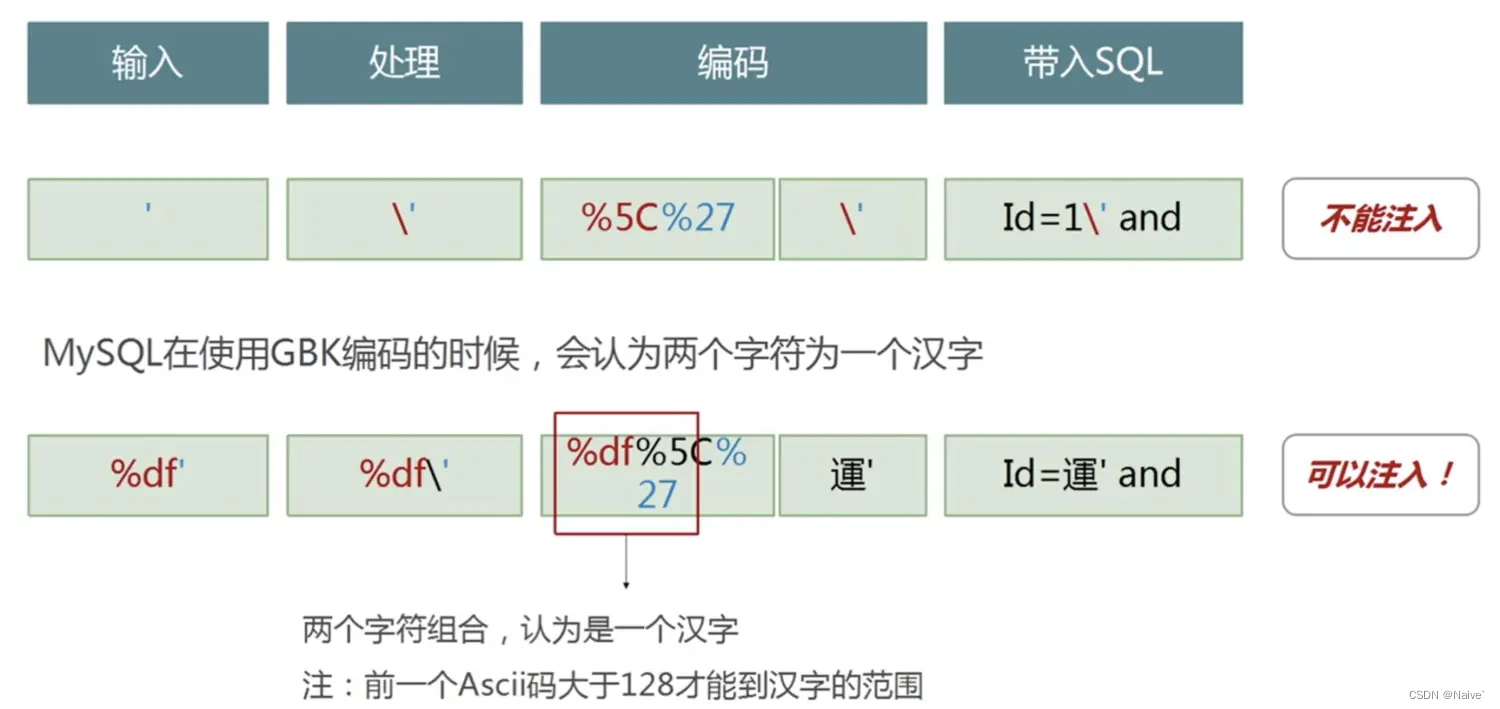 输入 处理 编码 带入SQL
' \' %5C%27 \' Id=1\' and 不能注入
MySQL在使用GBK编码的时候，会认为两个字符为一个汉字
%df' %df\' %df%5C%
27 運' Id=運' and 可以注入！
两个字符组合，认为是一个汉字
注：前一个Ascii码大于128才能到汉字的范围
CSDN @Naive`